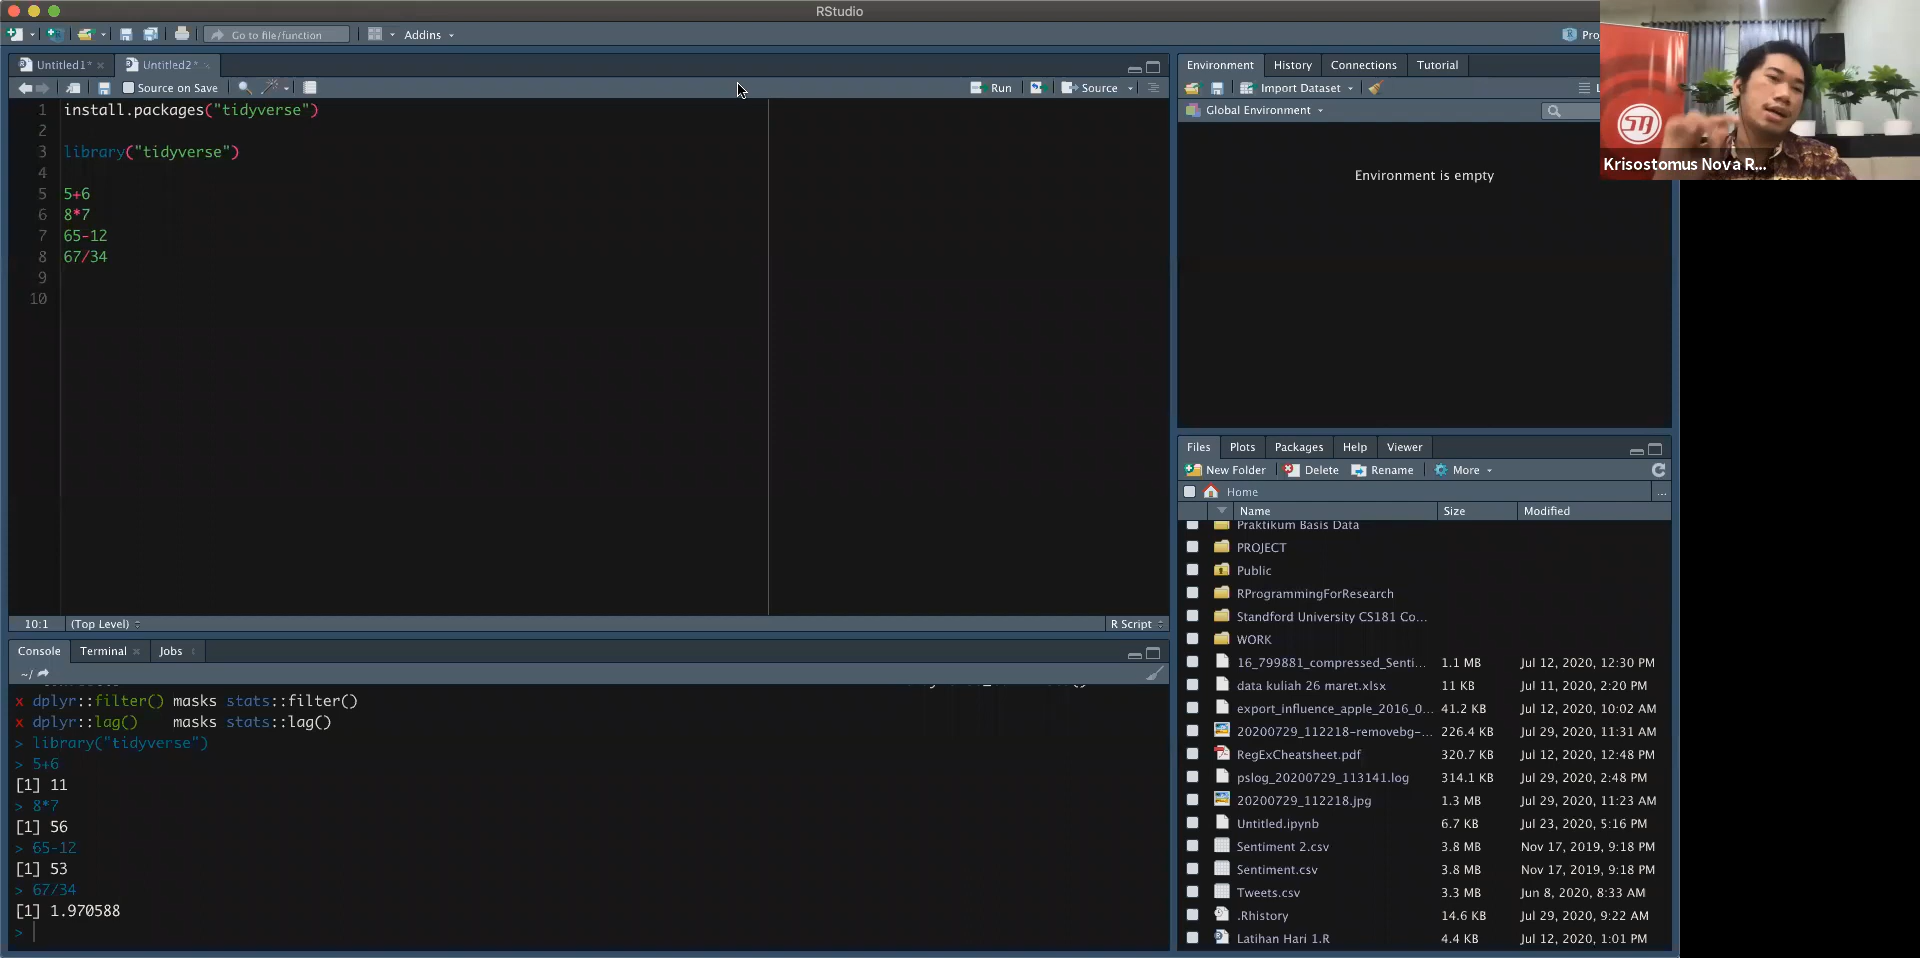 RStudio
Go to file/function
Addins
Untitled1*
Untitled2*
Source on Save
Run
Source
1 install.packages("tidyverse")
2
3 library("tidyverse")
4
5 5+6
6 8*7
7 65-12
8 67/34
9
10
10:1 (Top Level)
R Script
Console
Terminal
Jobs
~/
x dplyr::filter() masks stats::filter()
x dplyr::lag() masks stats::lag()
> library("tidyverse")
> 5+6
[1] 11
> 8*7
[1] 56
> 65-12
[1] 53
> 67/34
[1] 1.970588
>
Environment
History
Connections
Tutorial
Import Dataset
Global Environment
Environment is empty
Krisostomus Nova R...
Files
Plots
Packages
Help
Viewer
New Folder
Delete
Rename
More
Home
...
Name
Size
Modified
Praktikum Basis Data
PROJECT
Public
RProgrammingForResearch
Standford University CS181 Co...
WORK
16_799881_compressed_Senti... 1.1 MB Jul 12, 2020, 12:30 PM
data kuliah 26 maret.xlsx 11 KB Jul 11, 2020, 2:20 PM
export_influence_apple_2016_0... 41.2 KB Jul 12, 2020, 10:02 AM
20200729_112218-removebg-... 226.4 KB Jul 29, 2020, 11:31 AM
RegExCheatsheet.pdf 320.7 KB Jul 12, 2020, 12:48 PM
pslog_20200729_113141.log 314.1 KB Jul 29, 2020, 2:48 PM
20200729_112218.jpg 1.3 MB Jul 29, 2020, 11:23 AM
Untitled.ipynb 6.7 KB Jul 23, 2020, 5:16 PM
Sentiment 2.csv 3.8 MB Nov 17, 2019, 9:18 PM
Sentiment.csv 3.8 MB Nov 17, 2019, 9:18 PM
Tweets.csv 3.3 MB Jun 8, 2020, 8:33 AM
.Rhistory 14.6 KB Jul 29, 2020, 9:22 AM
Latihan Hari 1.R 4.4 KB Jul 12, 2020, 1:01 PM